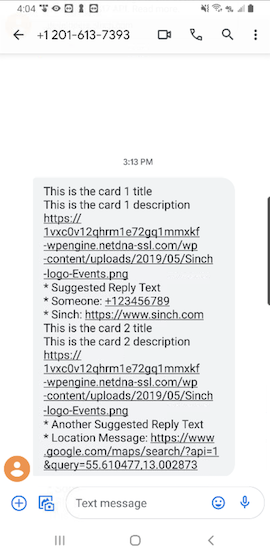 4:04
+1 201-613-7393
3:13 PM
This is the card 1 title
This is the card 1 description
https://
1vxc0v12qhrm1e72gq1mmxkf
-wpengine.netdna-ssl.com/wp
-content/uploads/2019/05/Sinch
-logo-Events.png
* Suggested Reply Text
* Someone: +123456789
* Sinch: https://www.sinch.com
This is the card 2 title
This is the card 2 description
https://
1vxc0v12qhrm1e72gq1mmxkf
-wpengine.netdna-ssl.com/wp
-content/uploads/2019/05/Sinch
-logo-Events.png
* Another Suggested Reply Text
* Location Message: https://www
.google.com/maps/search/?api=1
&query=55.610477,13.002873
Text message